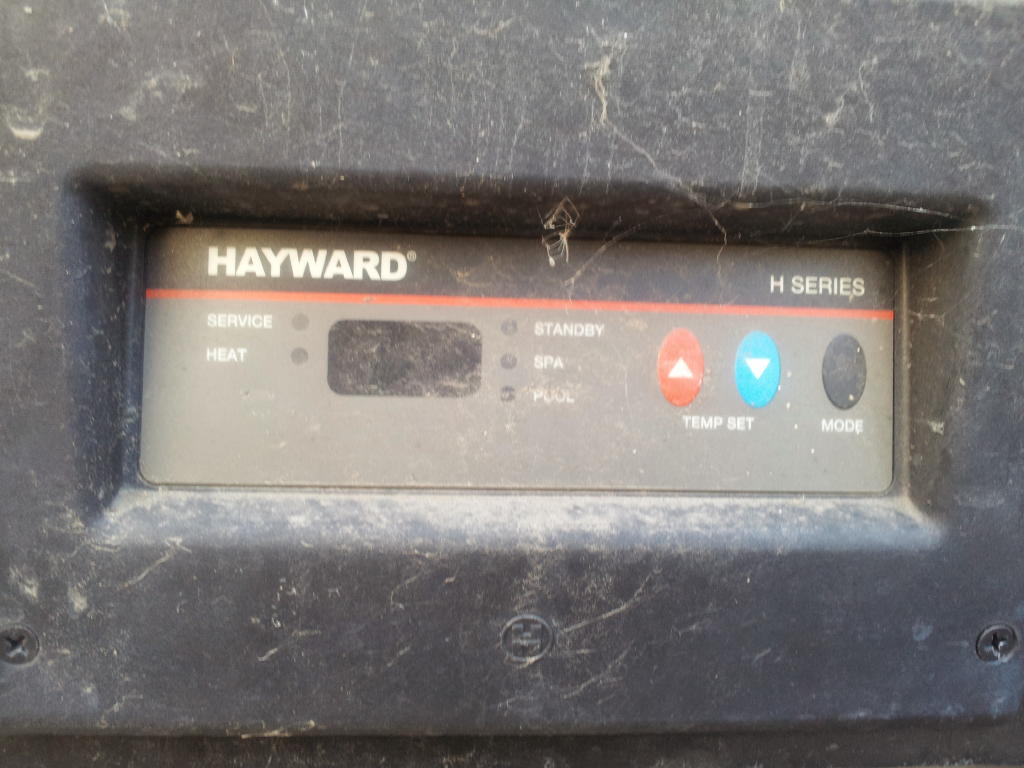 HAYWARD®
H SERIES
SERVICE
STANDBY
HEAT
SPA
POOL
TEMP SET
MODE